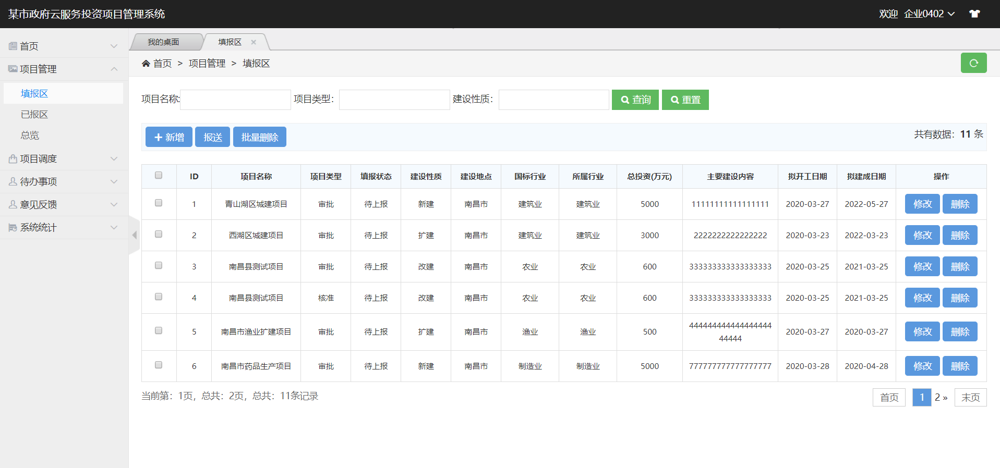 某市政府云服务投资项目管理系统
欢迎 企业0402
首页
项目管理
填报区
已报区
总览
项目调度
待办事项
意见反馈
系统统计
我的桌面 填报区
首页 > 项目管理 > 填报区
项目名称: 项目类型： 建设性质： 查询 重置
新增 报送 批量删除 共有数据：11 条
ID 项目名称 项目类型 填报状态 建设性质 建设地点 国标行业 所属行业 总投资(万元) 主要建设内容 拟开工日期 拟建成日期 操作
1 青山湖区城建项目 审批 待上报 新建 南昌市 建筑业 建筑业 5000 11111111111111111 2020-03-27 2022-05-27 修改 删除
2 西湖区城建项目 审批 待上报 扩建 南昌市 建筑业 建筑业 3000 2222222222222222 2020-03-23 2022-03-23 修改 删除
3 南昌县测试项目 审批 待上报 改建 南昌市 农业 农业 600 333333333333333333 2020-03-25 2021-03-25 修改 删除
4 南昌县测试项目 核准 待上报 改建 南昌市 农业 农业 600 333333333333333333 2020-03-25 2021-03-25 修改 删除
5 南昌市渔业扩建项目 审批 待上报 扩建 南昌市 渔业 渔业 500 444444444444444444 2020-03-27 2020-03-27 修改 删除
44444
6 南昌市药品生产项目 审批 待上报 新建 南昌市 制造业 制造业 5000 777777777777777777 2020-03-28 2020-04-28 修改 删除
当前第：1页，总共：2页，总共：11条记录 首页 1 2 » 末页